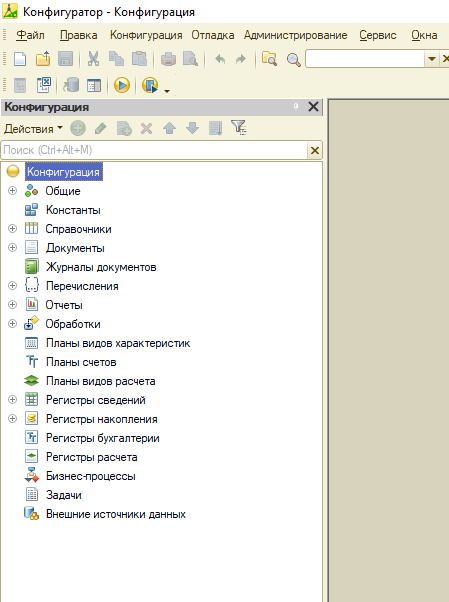 Конфигуратор - Конфигурация
Файл Правка Конфигурация Отладка Администрирование Сервис Окна
Конфигурация
Действия
Поиск (Ctrl+Alt+M)
Конфигурация
Общие
Константы
Справочники
Документы
Журналы документов
Перечисления
Отчеты
Обработки
Планы видов характеристик
Планы счетов
Планы видов расчета
Регистры сведений
Регистры накопления
Регистры бухгалтерии
Регистры расчета
Бизнес-процессы
Задачи
Внешние источники данных